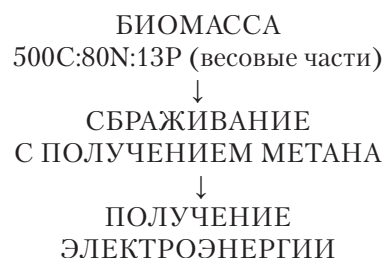 БИОМАССА
500C:80N:13P (весовые части)
↓
СБРАЖИВАНИЕ
С ПОЛУЧЕНИЕМ МЕТАНА
↓
ПОЛУЧЕНИЕ
ЭЛЕКТРОЭНЕРГИИ